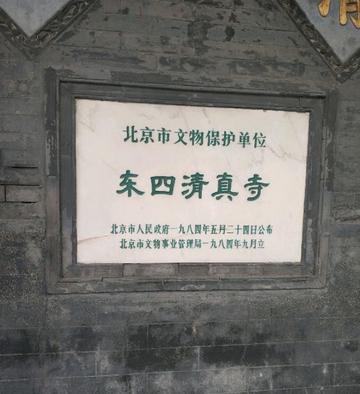 北京市文物保护单位
东四清真寺
北京市人民政府一九八四年五月二十四日公布
北京市文物事业管理局一九八四年九月立